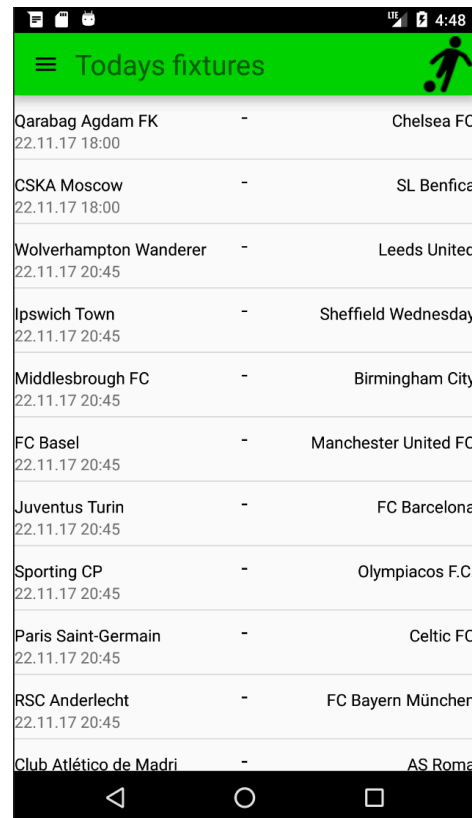 LTE 4:48
Todays fixtures
Qarabag Agdam FK - Chelsea FC
22.11.17 18:00
CSKA Moscow - SL Benfica
22.11.17 18:00
Wolverhampton Wanderer - Leeds United
22.11.17 20:45
Ipswich Town - Sheffield Wednesday
22.11.17 20:45
Middlesbrough FC - Birmingham City
22.11.17 20:45
FC Basel - Manchester United FC
22.11.17 20:45
Juventus Turin - FC Barcelona
22.11.17 20:45
Sporting CP - Olympiacos F.C.
22.11.17 20:45
Paris Saint-Germain - Celtic FC
22.11.17 20:45
RSC Anderlecht - FC Bayern München
22.11.17 20:45
Club Atlético de Madri - AS Roma